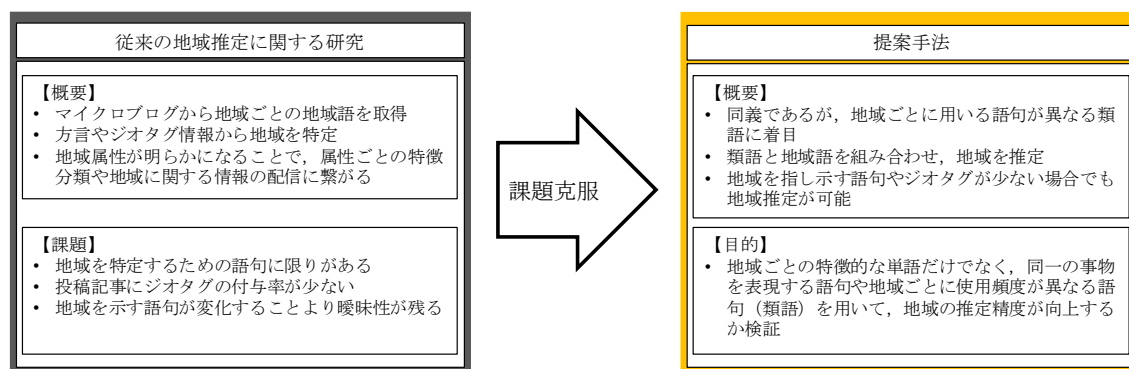 従来の地域推定に関する研究
【概要】
• マイクロブログから地域ごとの地域語を取得
• 方言やジオタグ情報から地域を特定
• 地域属性が明らかになることで，属性ごとの特徴
分類や地域に関する情報の配信に繋がる
【課題】
• 地域を特定するための語句に限りがある
• 投稿記事にジオタグの付与率が少ない
• 地域を示す語句が変化することより曖昧性が残る
課題克服
提案手法
【概要】
• 同義であるが，地域ごとに用いる語句が異なる類
語に着目
• 類語と地域語を組み合わせ，地域を推定
• 地域を指し示す語句やジオタグが少ない場合でも
地域推定が可能
【目的】
• 地域ごとの特徴的な単語だけでなく，同一の事物
を表現する語句や地域ごとに使用頻度が異なる語
句（類語）を用いて，地域の推定精度が向上する
か検証